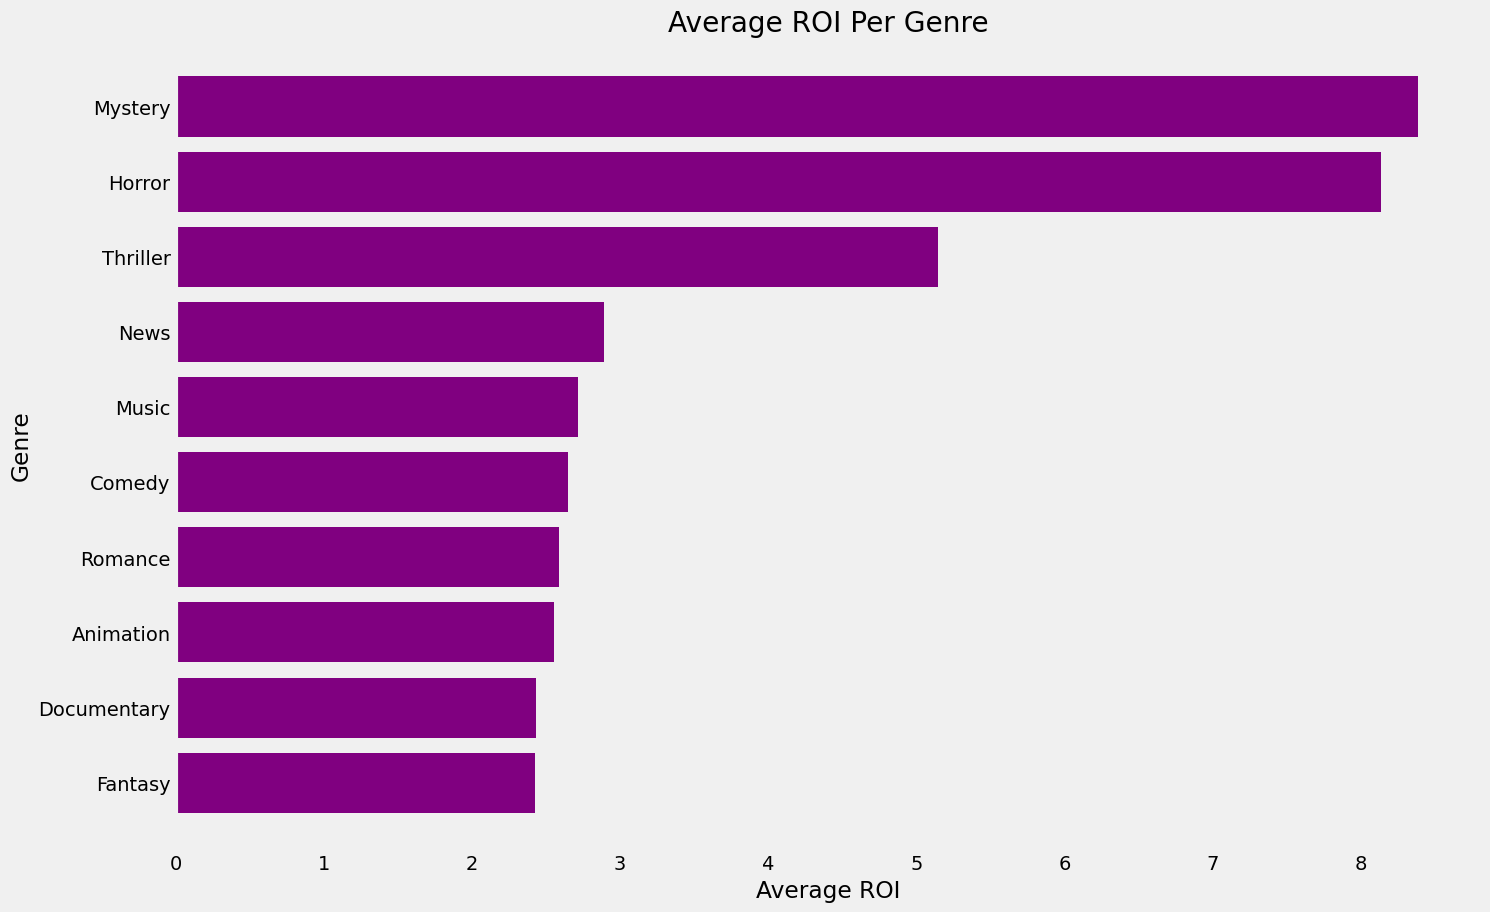 Average ROI Per Genre
Mystery
Horror
Thriller
News
Music
Comedy
Romance
Animation
Documentary
Fantasy
Genre
0 1 2 3 4 5 6 7 8
Average ROI